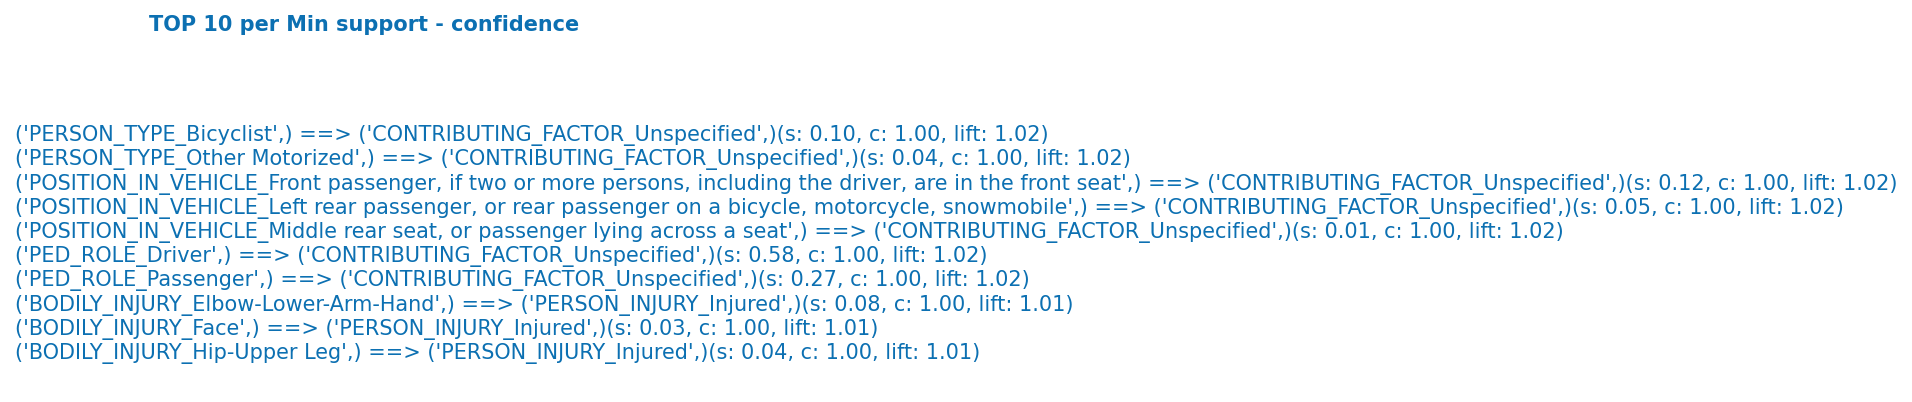 TOP 10 per Min support - confidence
('PERSON_TYPE_Bicyclist',) ==> ('CONTRIBUTING_FACTOR_Unspecified',)(s: 0.10, c: 1.00, lift: 1.02)
('PERSON_TYPE_Other Motorized',) ==> ('CONTRIBUTING_FACTOR_Unspecified',)(s: 0.04, c: 1.00, lift: 1.02)
('POSITION_IN_VEHICLE_Front passenger, if two or more persons, including the driver, are in the front seat',) ==> ('CONTRIBUTING_FACTOR_Unspecified',)(s: 0.12, c: 1.00, lift: 1.02)
('POSITION_IN_VEHICLE_Left rear passenger, or rear passenger on a bicycle, motorcycle, snowmobile',) ==> ('CONTRIBUTING_FACTOR_Unspecified',)(s: 0.05, c: 1.00, lift: 1.02)
('POSITION_IN_VEHICLE_Middle rear seat, or passenger lying across a seat',) ==> ('CONTRIBUTING_FACTOR_Unspecified',)(s: 0.01, c: 1.00, lift: 1.02)
('PED_ROLE_Driver',) ==> ('CONTRIBUTING_FACTOR_Unspecified',)(s: 0.58, c: 1.00, lift: 1.02)
('PED_ROLE_Passenger',) ==> ('CONTRIBUTING_FACTOR_Unspecified',)(s: 0.27, c: 1.00, lift: 1.02)
('BODILY_INJURY_Elbow-Lower-Arm-Hand',) ==> ('PERSON_INJURY_Injured',)(s: 0.08, c: 1.00, lift: 1.01)
('BODILY_INJURY_Face',) ==> ('PERSON_INJURY_Injured',)(s: 0.03, c: 1.00, lift: 1.01)
('BODILY_INJURY_Hip-Upper Leg',) ==> ('PERSON_INJURY_Injured',)(s: 0.04, c: 1.00, lift: 1.01)